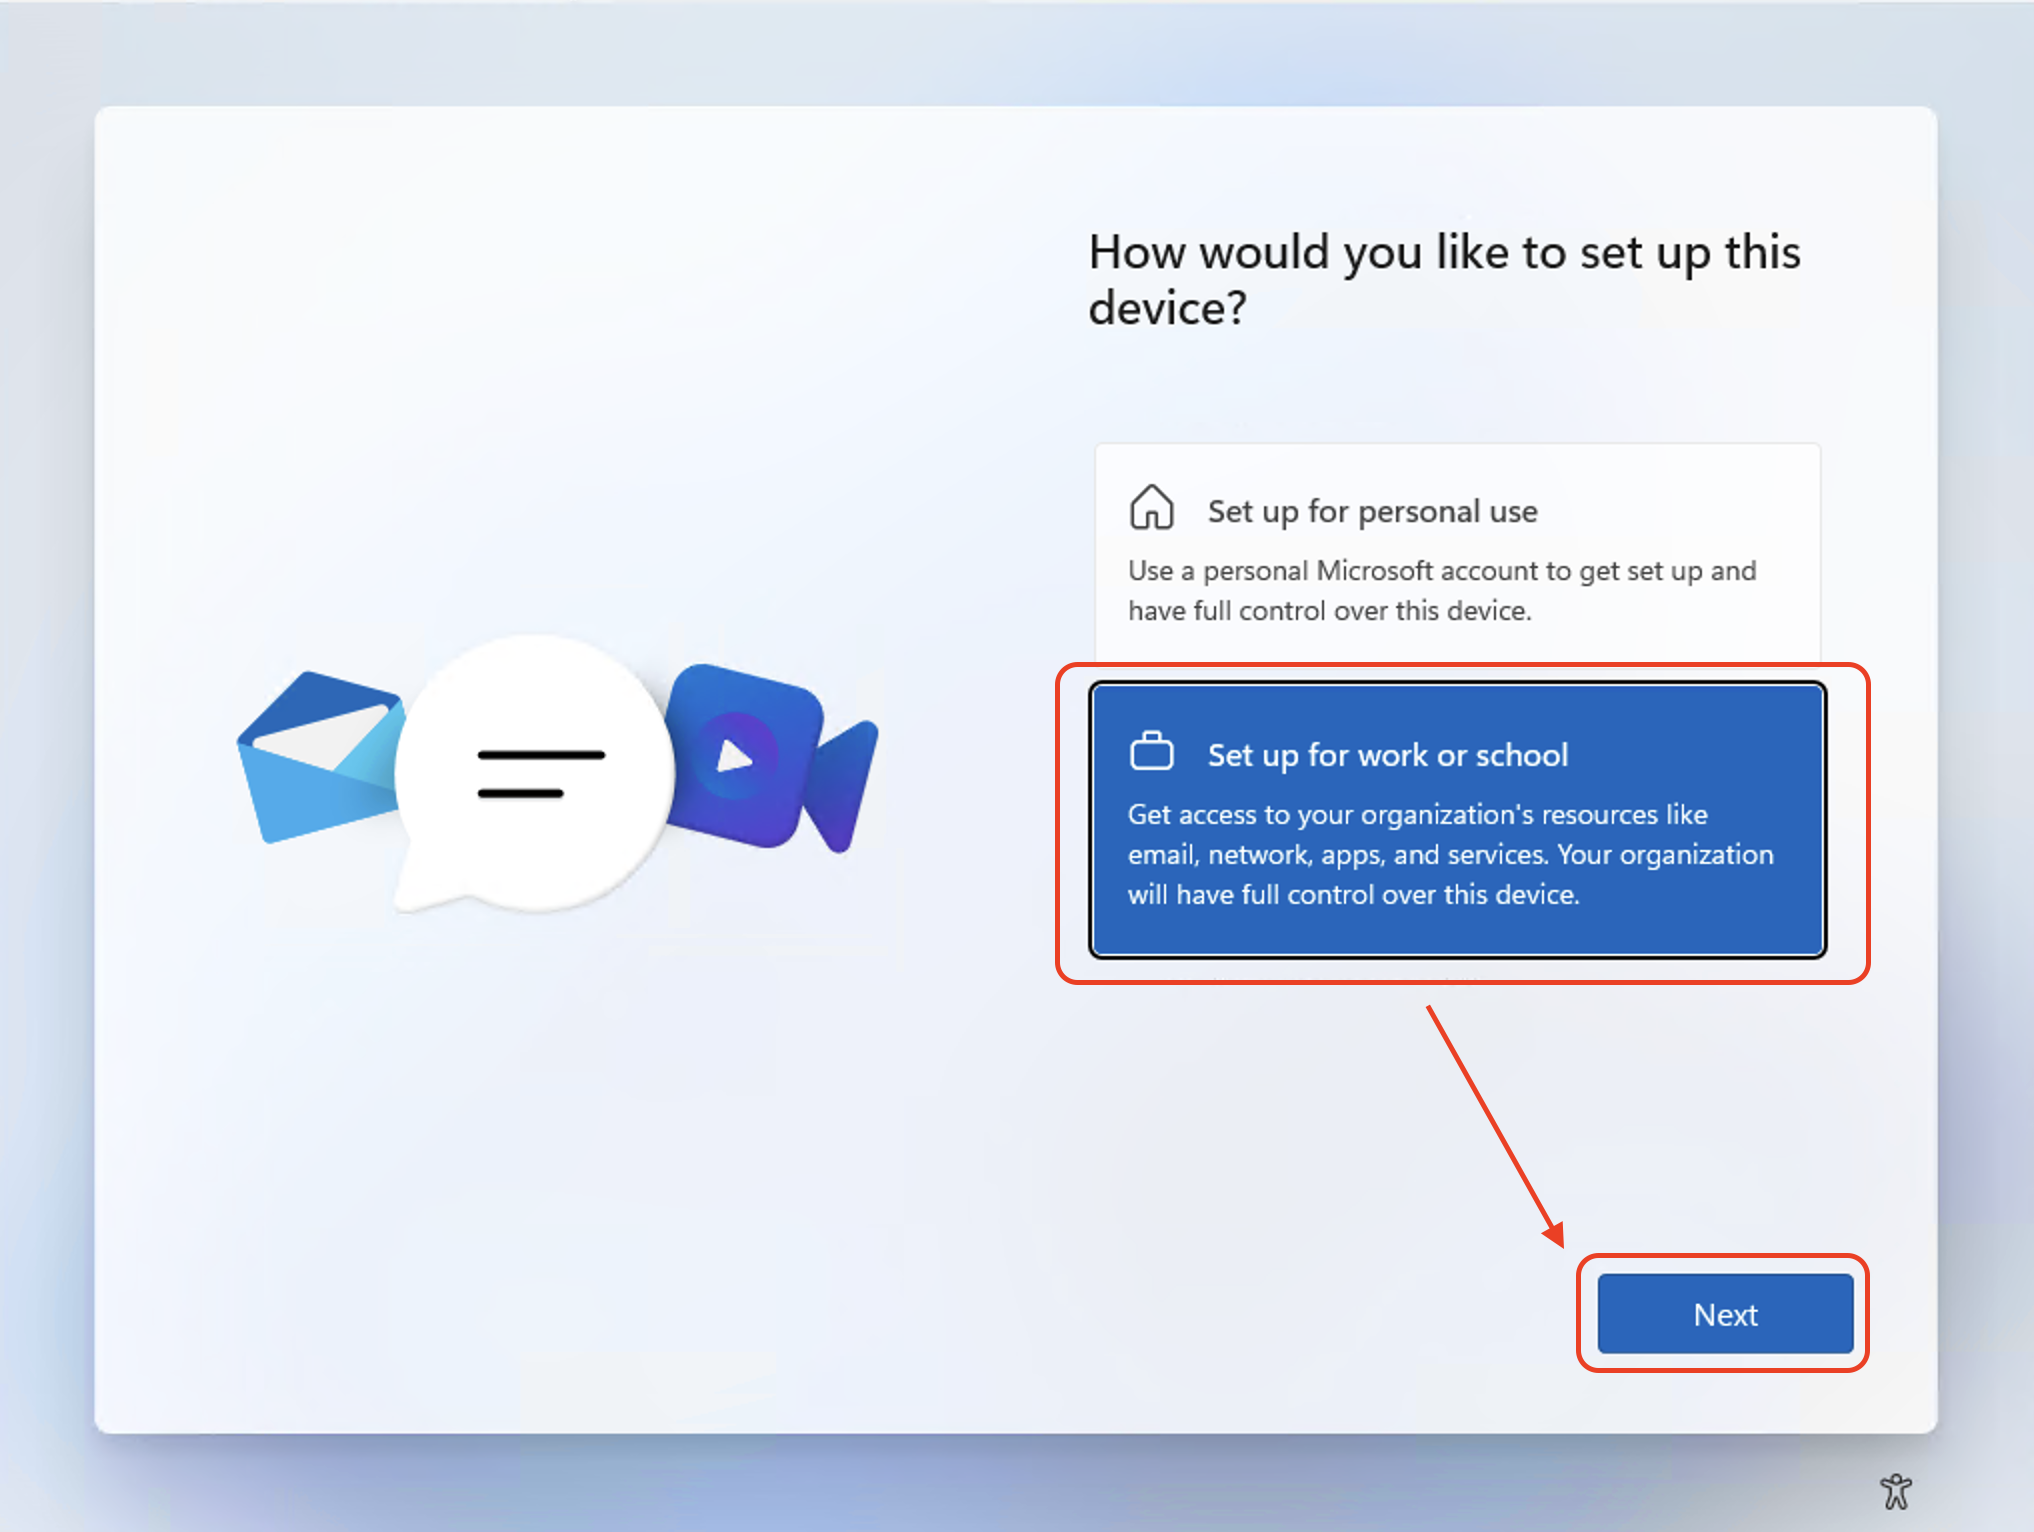 How would you like to set up this
device?
Set up for personal use
Use a personal Microsoft account to get set up and
have full control over this device.
Set up for work or school
Get access to your organization's resources like
email, network, apps, and services. Your organization
will have full control over this device.
Next